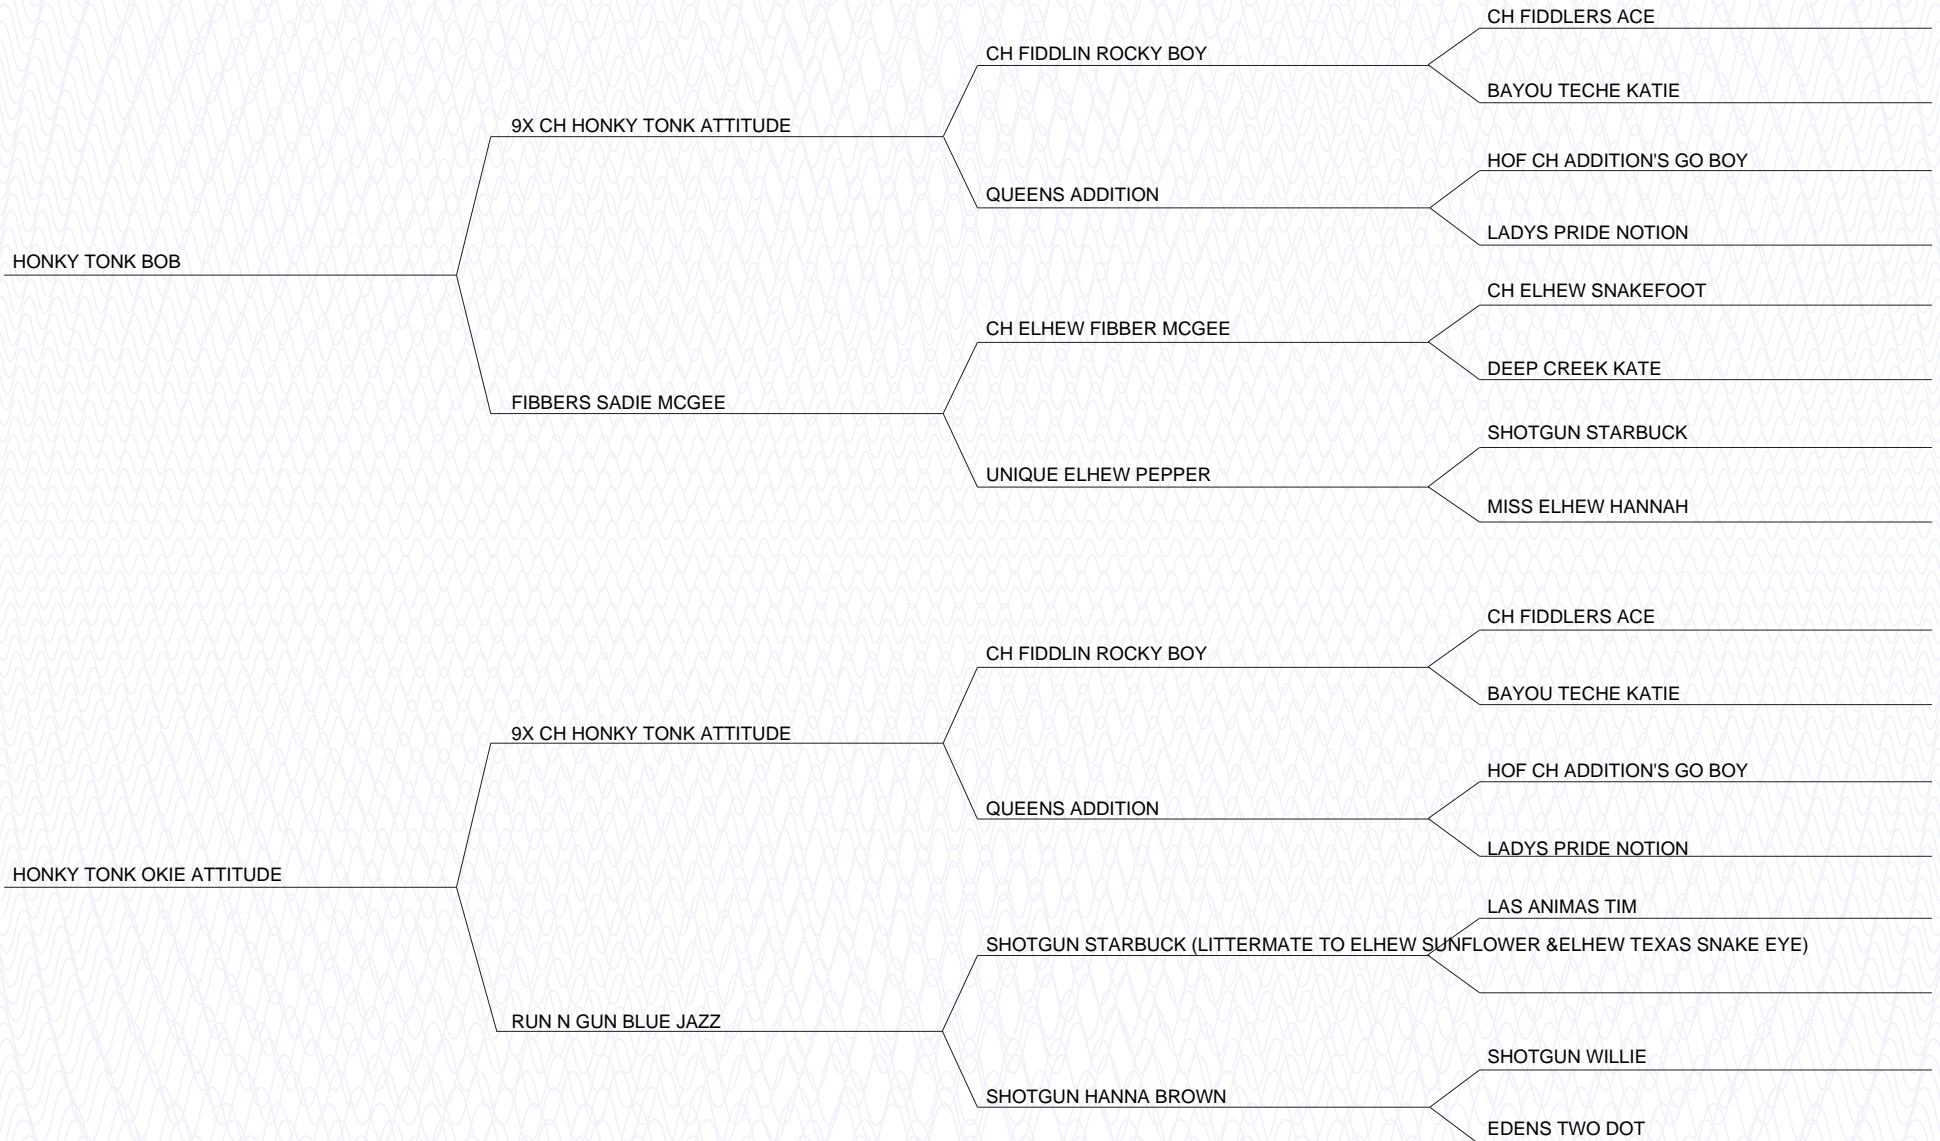 CH FIDDLERS ACE
CH FIDDLIN ROCKY BOY
BAYOU TECHE KATIE
9X CH HONKY TONK ATTITUDE
HOF CH ADDITION'S GO BOY
QUEENS ADDITION
LADYS PRIDE NOTION
HONKY TONK BOB
CH ELHEW SNAKEFOOT
CH ELHEW FIBBER MCGEE
DEEP CREEK KATE
FIBBERS SADIE MCGEE
SHOTGUN STARBUCK
UNIQUE ELHEW PEPPER
MISS ELHEW HANNAH
CH FIDDLERS ACE
CH FIDDLIN ROCKY BOY
BAYOU TECHE KATIE
9X CH HONKY TONK ATTITUDE
HOF CH ADDITION'S GO BOY
QUEENS ADDITION
LADYS PRIDE NOTION
HONKY TONK OKIE ATTITUDE
LAS ANIMAS TIM
SHOTGUN STARBUCK (LITTERMATE TO ELHEW SUNFLOWER &ELHEW TEXAS SNAKE EYE)
RUN N GUN BLUE JAZZ
SHOTGUN WILLIE
SHOTGUN HANNA BROWN
EDENS TWO DOT